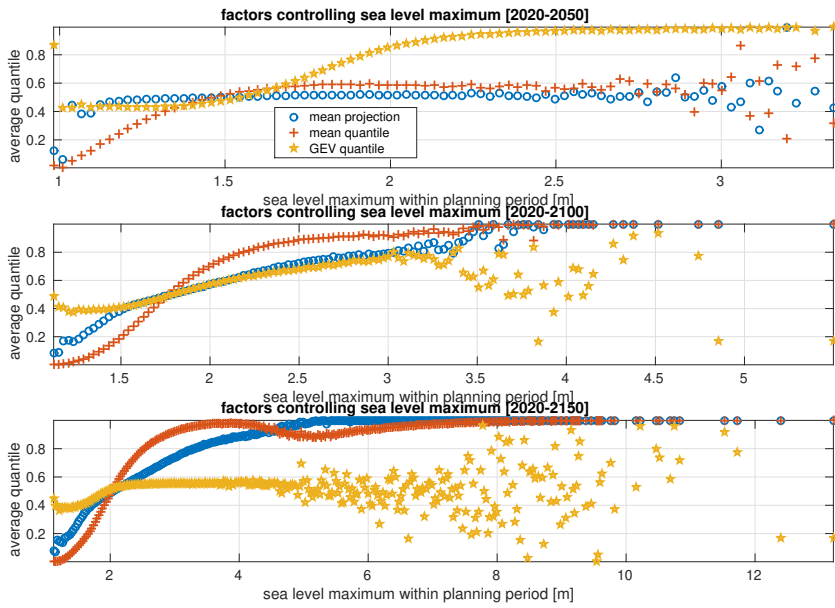 factors controlling sea level maximum [2020-2050]
average quantile
0.8
0.6
0.4
0.2
mean projection
mean quantile
GEV quantile
1 1.5 2 2.5 3
sea level maximum within planning period [m]
factors controlling sea level maximum [2020-2100]
average quantile
0.8
0.6
0.4
0.2
1.5 2 2.5 3 3.5 4 4.5 5
sea level maximum within planning period [m]
factors controlling sea level maximum [2020-2150]
average quantile
0.8
0.6
0.4
0.2
2 4 6 8 10 12
sea level maximum within planning period [m]